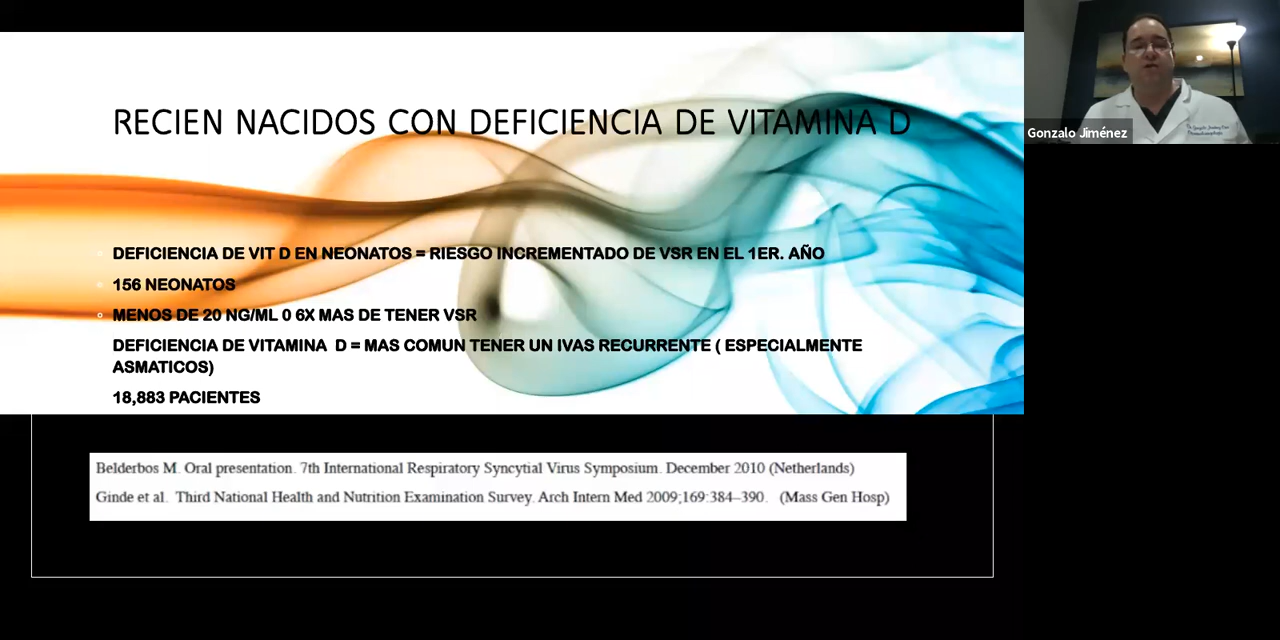 RECIEN NACIDOS CON DEFICIENCIA DE VITAMINA D
DEFICIENCIA DE VIT D EN NEONATOS = RIESGO INCREMENTADO DE VSR EN EL 1ER. AÑO
156 NEONATOS
MENOS DE 20 NG/ML 0 6X MAS DE TENER VSR
DEFICIENCIA DE VITAMINA D = MAS COMUN TENER UN IVAS RECURRENTE ( ESPECIALMENTE
ASMATICOS)
18,883 PACIENTES
Belderbos M. Oral presentation. 7th International Respiratory Syncytial Virus Symposium. December 2010 (Netherlands)
Ginde et al. Third National Health and Nutrition Examination Survey. Arch Intern Med 2009;169:384–390. (Mass Gen Hosp)
Gonzalo Jiménez